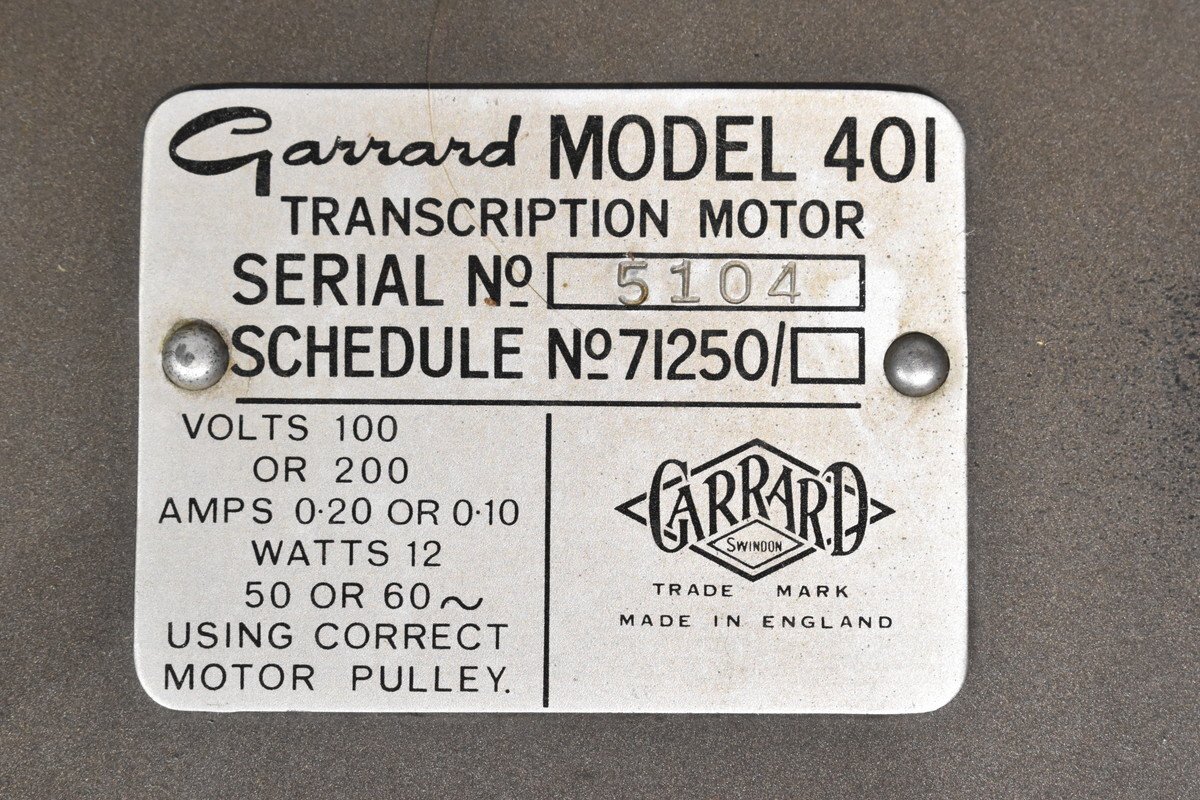 Garrard MODEL 401
TRANSCRIPTION MOTOR
SERIAL Nº 5104
SCHEDULE Nº 71250/
VOLTS 100
OR 200
AMPS 0·20 OR 0·10
WATTS 12
50 OR 60~
USING CORRECT
MOTOR PULLEY.
GARRARD
SWINDON
TRADE MARK
MADE IN ENGLAND